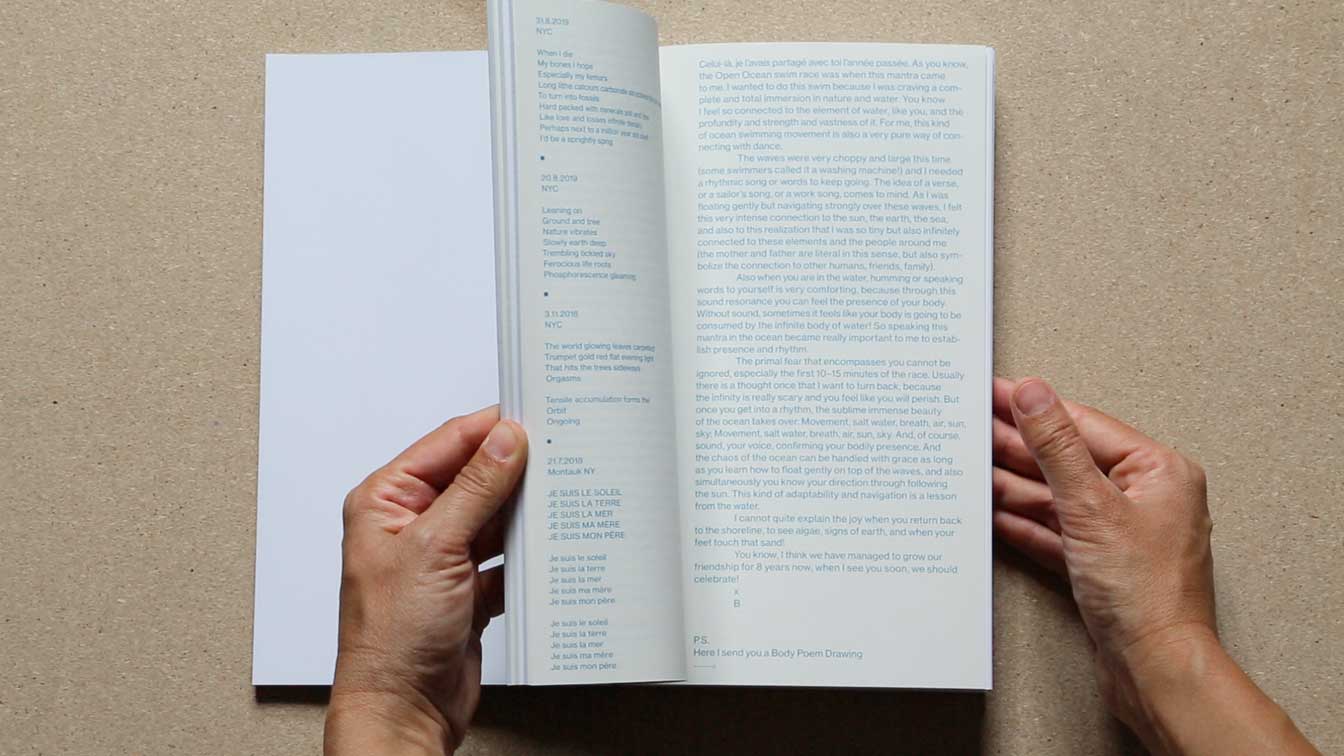 31.8.2019
NYC
When I die
My bones I hope
Especially my femurs
Long lithe calcium carbonate structures
To turn into fossils
Hard packed with minerals
Like love and losses infinite
Perhaps next to a million year old
I'd be a sprightly song
•
20.8.2019
NYC
Leaning on
Ground and tree
Nature vibrates
Slowly earth deep
Trembling tickled sky
Ferocious life roots
Phosphorescence gleaming
•
3.11.2018
NYC
The world glowing leaves carpeted
Trumpet gold red flat evening light
That hits the trees sideways
Orgasms
Tensile accumulation forms the
Orbit
Ongoing
•
21.7.2018
Montauk NY
JE SUIS LE SOLEIL
JE SUIS LA TERRE
JE SUIS LA MER
JE SUIS MA MÈRE
JE SUIS MON PÈRE
Je suis le soleil
Je suis la terre
Je suis la mer
Je suis ma mère
Je suis mon père
Je suis le soleil
Je suis la terre
Je suis la mer
Je suis ma mère
Je suis mon père
Celui-là, je l'avais partagé avec toi l'année passée. As you know,
the Open Ocean swim race was when this mantra came
to me. I wanted to do this swim because I was craving a com-
plete and total immersion in nature and water. You know
I feel so connected to the element of water, like you, and the
profundity and strength and vastness of it. For me, this kind
of ocean swimming movement is also a very pure way of con-
necting with dance.
The waves were very choppy and large this time
(some swimmers called it a washing machine!) and I needed
a rhythmic song or words to keep going. The idea of a verse,
or a sailor's song, or a work song, comes to mind. As I was
floating gently but navigating strongly over these waves, I felt
this very intense connection to the sun, the earth, the sea,
and also to this realization that I was so tiny but also infinitely
connected to these elements and the people around me
(the mother and father are literal in this sense, but also sym-
bolize the connection to other humans, friends, family).
Also when you are in the water, humming or speaking
words to yourself is very comforting, because through this
sound resonance you can feel the presence of your body.
Without sound, sometimes it feels like your body is going to be
consumed by the infinite body of water! So speaking this
mantra in the ocean became really important to me to estab-
lish presence and rhythm.
The primal fear that encompasses you cannot be
ignored, especially the first 10–15 minutes of the race. Usually
there is a thought once that I want to turn back, because
the infinity is really scary and you feel like you will perish. But
once you get into a rhythm, the sublime immense beauty
of the ocean takes over: Movement, salt water, breath, air, sun,
sky. Movement, salt water, breath, air, sun, sky. And, of course,
sound, your voice, confirming your bodily presence. And
the chaos of the ocean can be handled with grace as long
as you learn how to float gently on top of the waves, and also
simultaneously you know your direction through following
the sun. This kind of adaptability and navigation is a lesson
from the water.
I cannot quite explain the joy when you return back
to the shoreline, to see algae, signs of earth, and when your
feet touch that sand!
You know, I think we have managed to grow our
friendship for 8 years now, when I see you soon, we should
celebrate!
x
B
P.S.
Here I send you a Body Poem Drawing